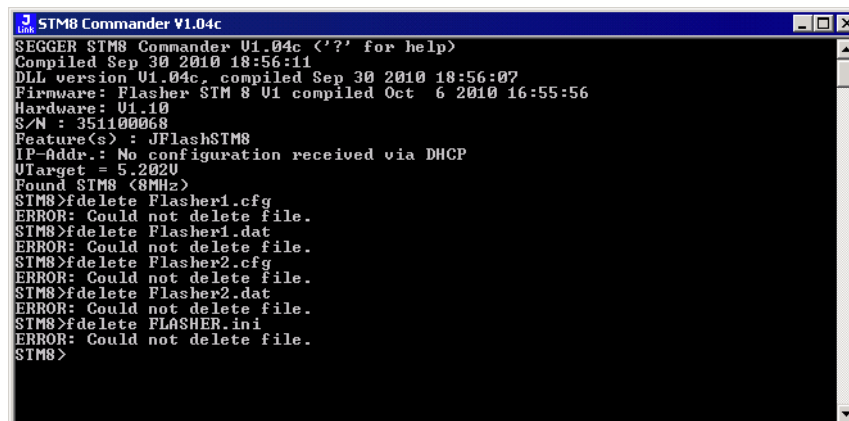 J Link STM8 Commander V1.04c
SEGGER STM8 Commander V1.04c ('?' for help)
Compiled Sep 30 2010 18:56:11
DLL version V1.04c, compiled Sep 30 2010 18:56:07
Firmware: Flasher STM 8 V1 compiled Oct  6 2010 16:55:56
Hardware: V1.10
S/N : 351100068
Feature(s) : JFlashSTM8
IP-Addr.: No configuration received via DHCP
VTarget = 5.202V
Found STM8 (8MHz)
STM8>fdelete Flasher1.cfg
ERROR: Could not delete file.
STM8>fdelete Flasher1.dat
ERROR: Could not delete file.
STM8>fdelete Flasher2.cfg
ERROR: Could not delete file.
STM8>fdelete Flasher2.dat
ERROR: Could not delete file.
STM8>fdelete FLASHER.ini
ERROR: Could not delete file.
STM8>